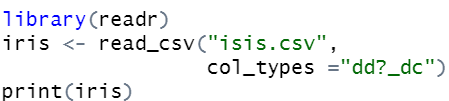 library(readr)
iris <- read_csv("isis.csv",
                 col_types ="dd?_dc")
print(iris)